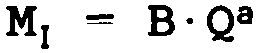 M_I = B·Q^a